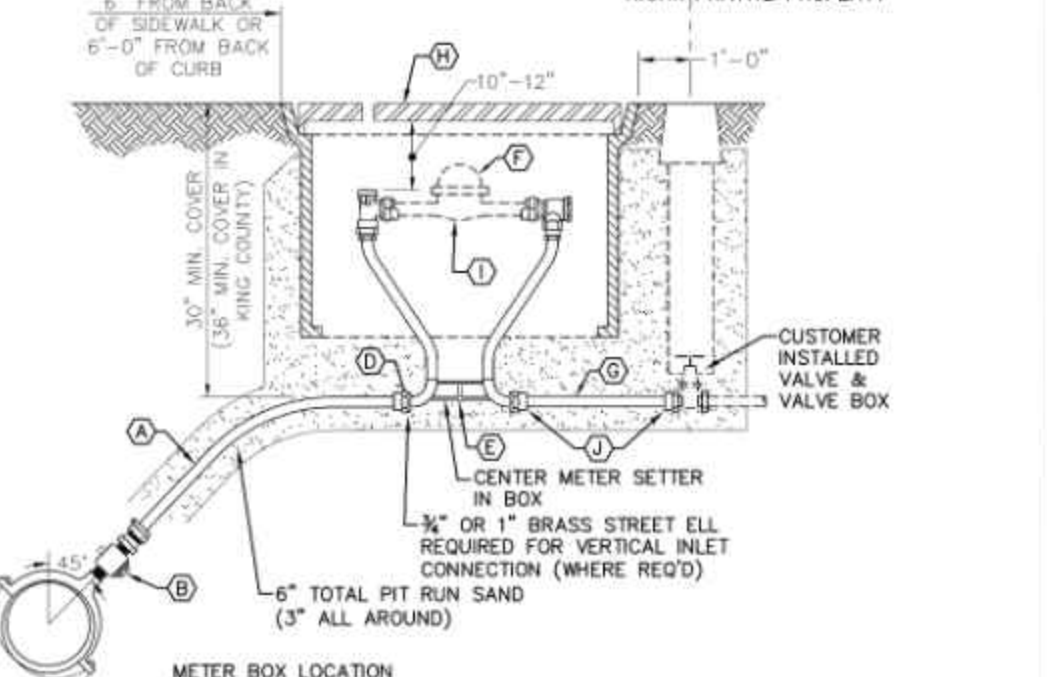 6" FROM BACK
OF SIDEWALK OR
6'-0" FROM BACK
OF CURB
H
10"-12"
1'-0"
F
30" MIN. COVER
(36" MIN. COVER IN
KING COUNTY)
I
CUSTOMER
INSTALLED
VALVE &
VALVE BOX
D
G
A
E
J
CENTER METER SETTER
IN BOX
¾" OR 1" BRASS STREET ELL
REQUIRED FOR VERTICAL INLET
CONNECTION (WHERE REQ'D)
45°
B
6" TOTAL PIT RUN SAND
(3" ALL AROUND)
METER BOX LOCATION